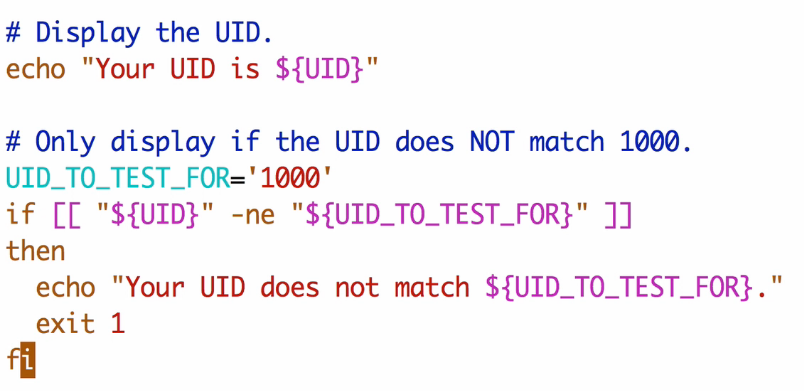 # Display the UID.
echo "Your UID is ${UID}"

# Only display if the UID does NOT match 1000.
UID_TO_TEST_FOR='1000'
if [[ "${UID}" -ne "${UID_TO_TEST_FOR}" ]]
then
  echo "Your UID does not match ${UID_TO_TEST_FOR}."
  exit 1
fi